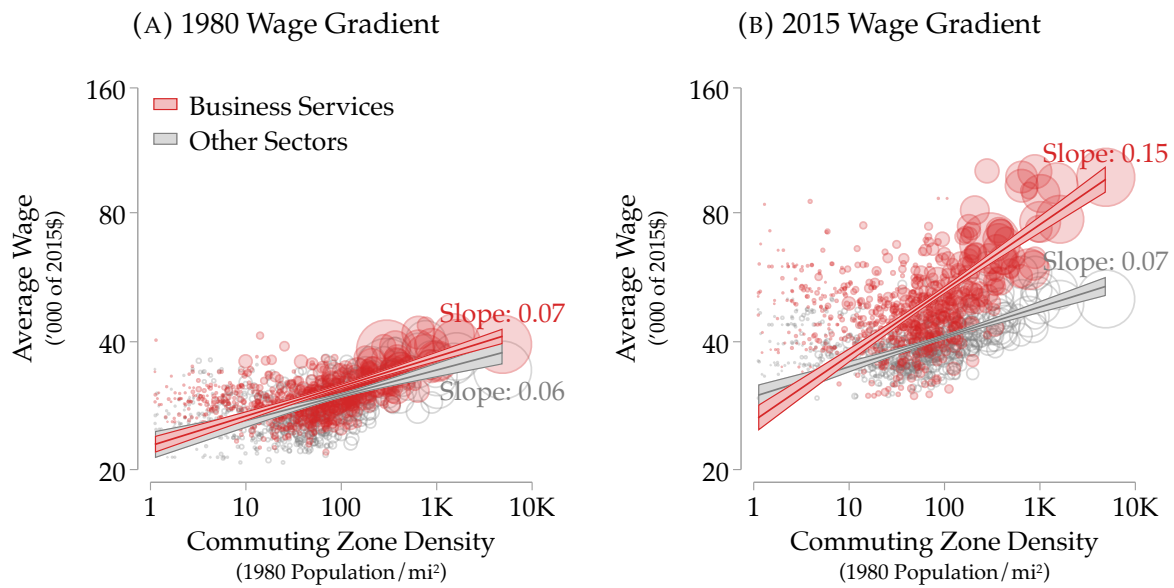 (A) 1980 Wage Gradient
160
80
40
20
Average Wage
('000 of 2015$)
Business Services
Other Sectors
Slope: 0.07
Slope: 0.06
1 10 100 1K 10K
Commuting Zone Density
(1980 Population/mi²)
(B) 2015 Wage Gradient
160
80
40
20
Average Wage
('000 of 2015$)
Slope: 0.15
Slope: 0.07
1 10 100 1K 10K
Commuting Zone Density
(1980 Population/mi²)